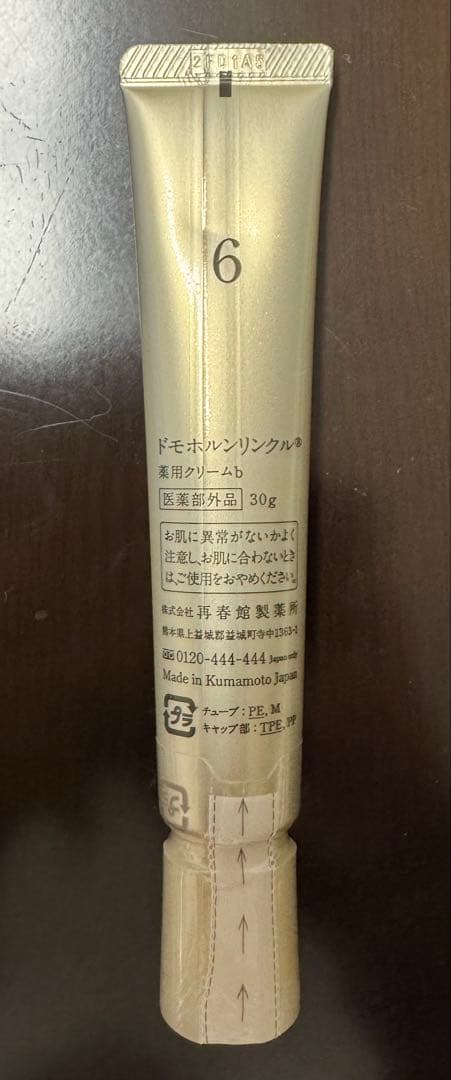 2FD1A5
6
ドモホルンリンクル®
薬用クリームb
医薬部外品 30g
お肌に異常がないかよく
注意し、お肌に合わないとき
は、ご使用をおやめください。
株式会社 再春館製薬所
熊本県上益城郡益城町寺中1363-1
0120-444-444 Japan only
Made in Kumamoto Japan
プラ
チューブ:PE, M
キャップ部:TPE, PP